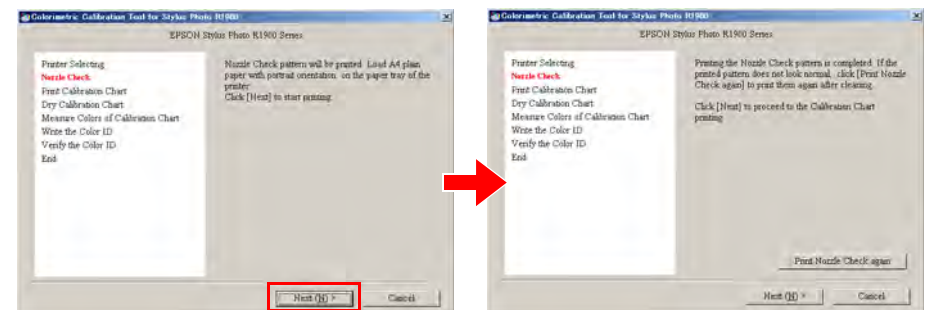 Colorimetric Calibration Tool for Stylus Photo R1900
EPSON Stylus Photo R1900 Series
Printer Selecting
Nozzle Check
Print Calibration Chart
Dry Calibration Chart
Measure Colors of Calibration Chart
Write the Color ID
Verify the Color ID
End
Nozzle Check pattern will be printed. Load A4 plain
paper with portrait orientation on the paper tray of the
printer
Click [Next] to start printing.
Next (N) >
Cancel
Colorimetric Calibration Tool for Stylus Photo R1900
EPSON Stylus Photo R1900 Series
Printer Selecting
Nozzle Check
Print Calibration Chart
Dry Calibration Chart
Measure Colors of Calibration Chart
Write the Color ID
Verify the Color ID
End
Printing the Nozzle Check pattern is completed. If the
printed pattern does not look normal, click [Print Nozzle
Check again] to print them again after cleaning.
Click [Next] to proceed to the Calibration Chart
printing
Print Nozzle Check again
Next (N) >
Cancel